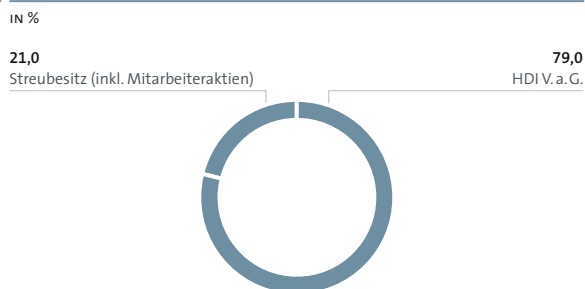 IN %
21,0
Streubesitz (inkl. Mitarbeiteraktien)
79,0
HDI V. a. G.